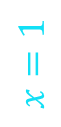 x = 1